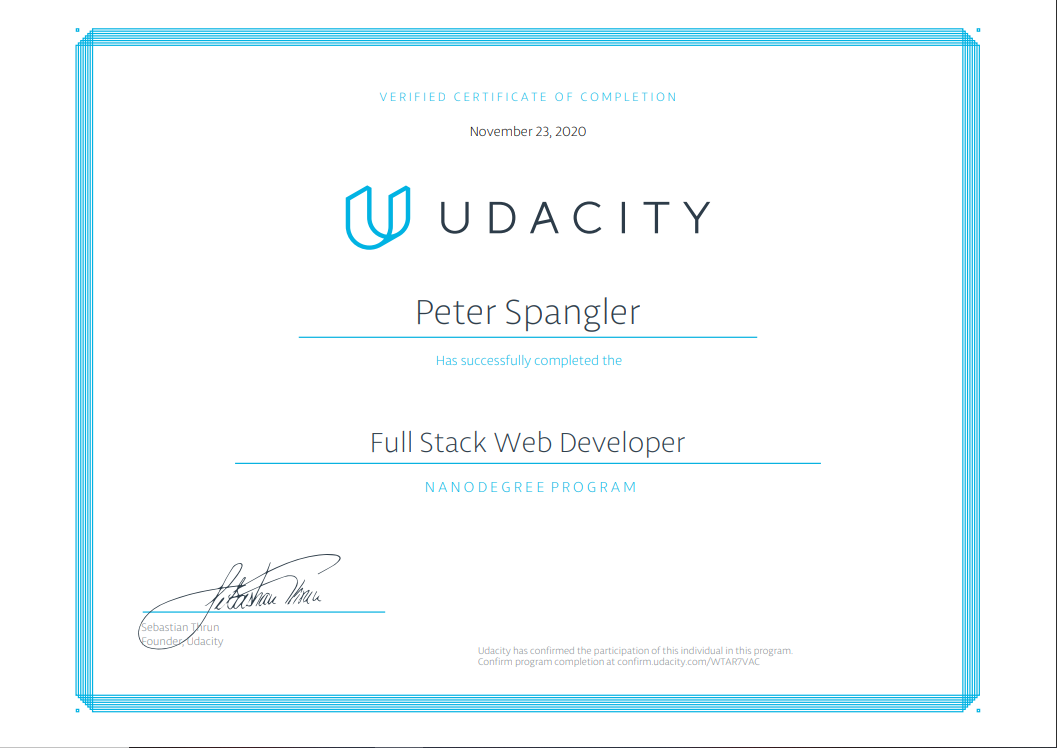 VERIFIED CERTIFICATE OF COMPLETION
November 23, 2020
UDACITY
Peter Spangler
Has successfully completed the
Full Stack Web Developer
NANODEGREE PROGRAM
Sebastian Thrun
Sebastian Thrun
Founder, Udacity
Udacity has confirmed the participation of this individual in this program.
Confirm program completion at confirm.udacity.com/WTAR7VAC